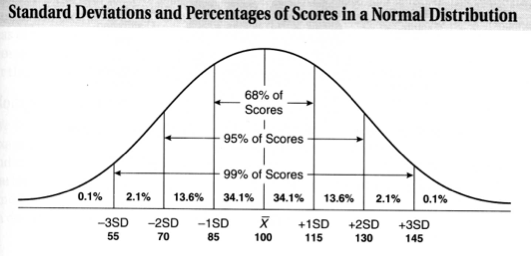 Standard Deviations and Percentages of Scores in a Normal Distribution
68% of
Scores
95% of Scores
99% of Scores
0.1% 2.1% 13.6% 34.1% 34.1% 13.6% 2.1% 0.1%
−3SD −2SD −1SD X̅ +1SD +2SD +3SD
55 70 85 100 115 130 145